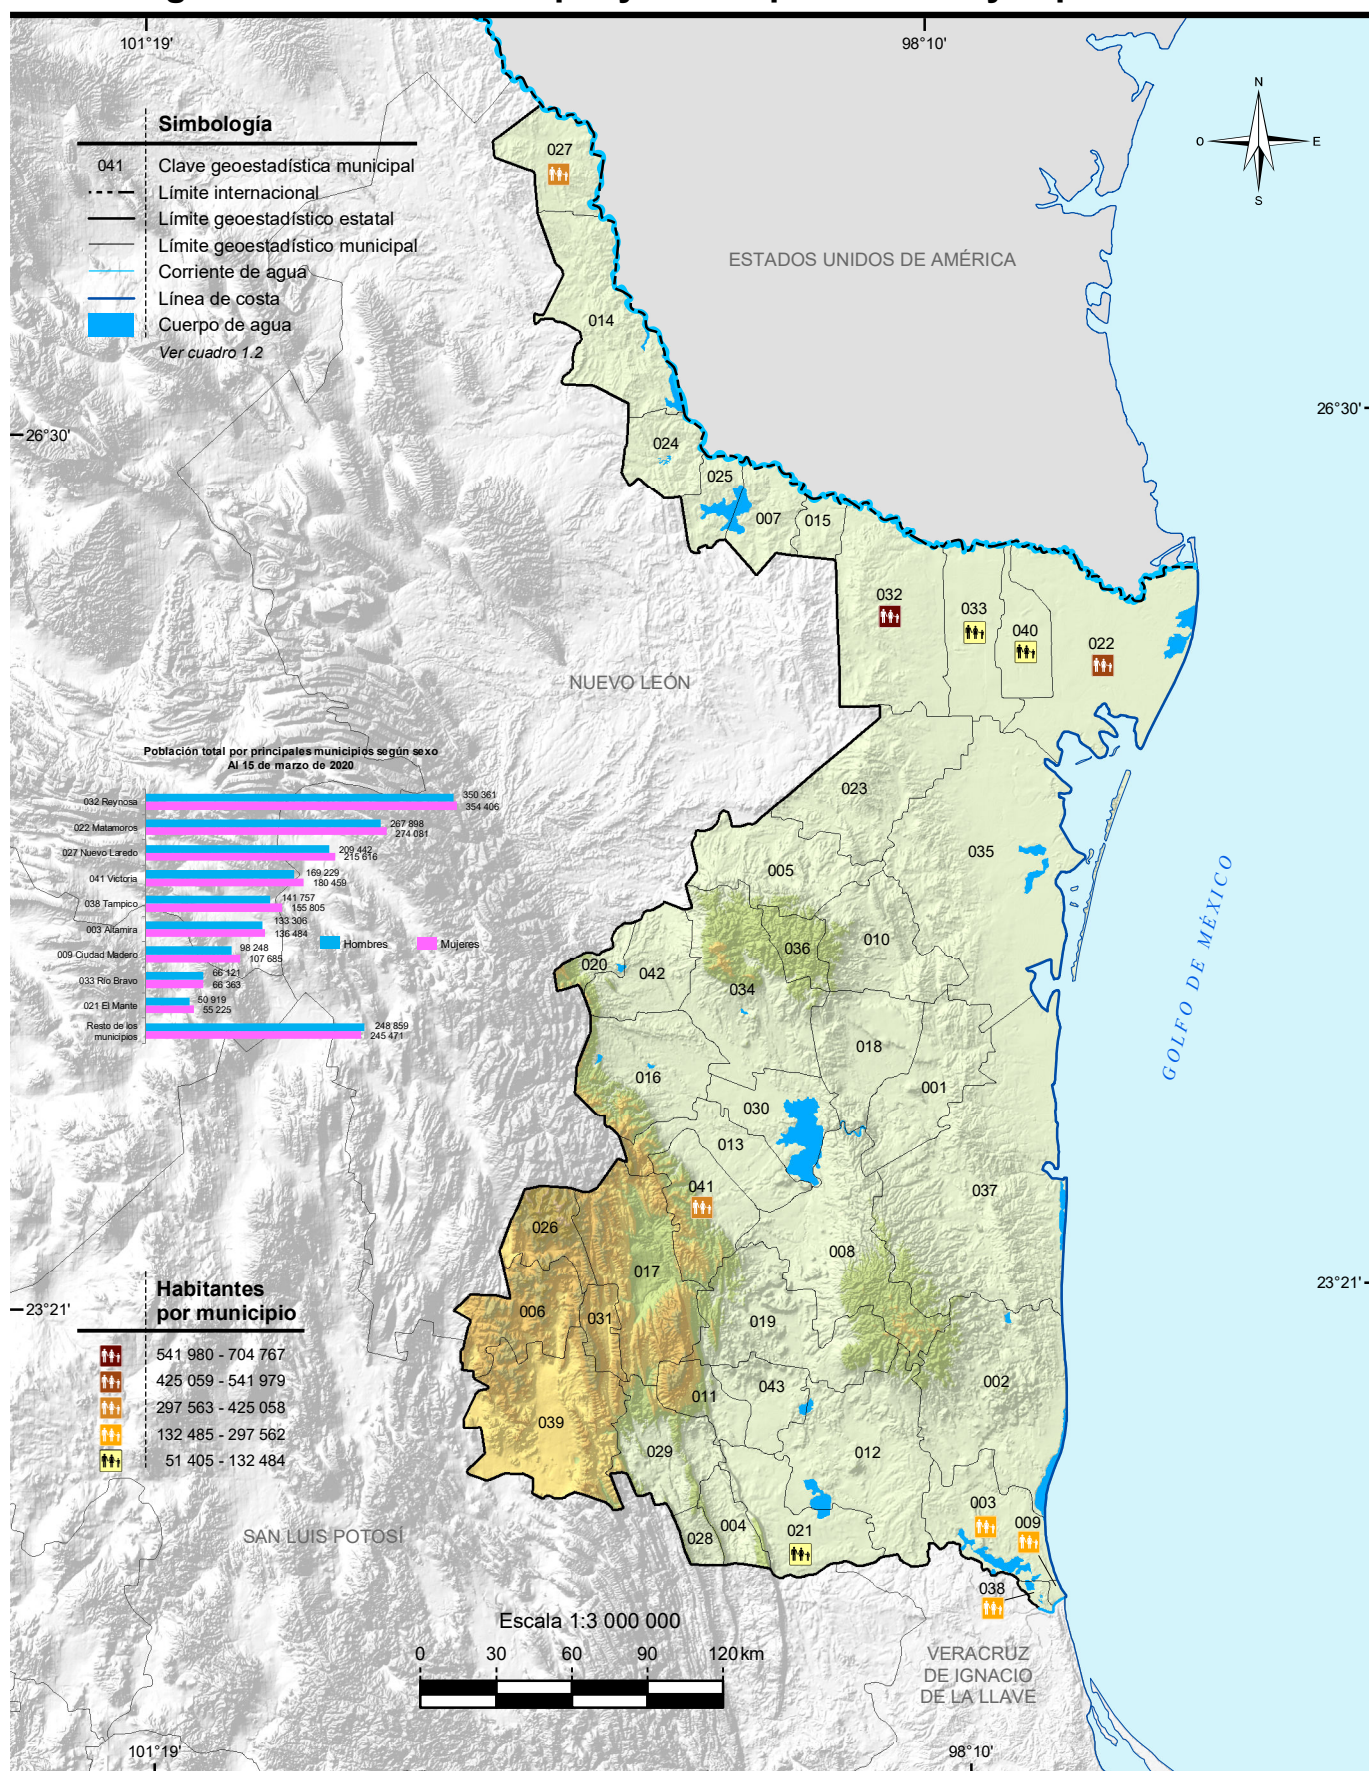 101°19'
98°10'
N
O
E
S
Simbología
041 Clave geoestadística municipal
Límite internacional
Límite geoestadístico estatal
Límite geoestadístico municipal
Corriente de agua
Línea de costa
Cuerpo de agua
Ver cuadro 1.2
027
ESTADOS UNIDOS DE AMÉRICA
014
26°30'
26°30'
024
025
007
015
032
033
040
022
NUEVO LEÓN
Población total por principales municipios según sexo
Al 15 de marzo de 2020
032 Reynosa
350 361
354 406
022 Matamoros
267 898
274 081
027 Nuevo Laredo
209 442
215 616
041 Victoria
169 229
180 459
038 Tampico
141 757
155 805
003 Altamira
133 306
136 484
009 Ciudad Madero
98 248
107 685
033 Río Bravo
66 121
66 363
021 El Mante
50 919
55 225
Resto de los
municipios
248 859
245 471
Hombres
Mujeres
023
035
005
036
010
020
042
034
GOLFO DE MÉXICO
018
016
001
030
013
041
037
026
008
017
23°21'
23°21'
006
031
019
002
043
011
039
029
012
003
009
004
021
028
038
Habitantes
por municipio
541 980 - 704 767
425 059 - 541 979
297 563 - 425 058
132 485 - 297 562
51 405 - 132 484
SAN LUIS POTOSÍ
Escala 1:3 000 000
0 30 60 90 120 km
VERACRUZ
DE IGNACIO
DE LA LLAVE
101°19'
98°10'